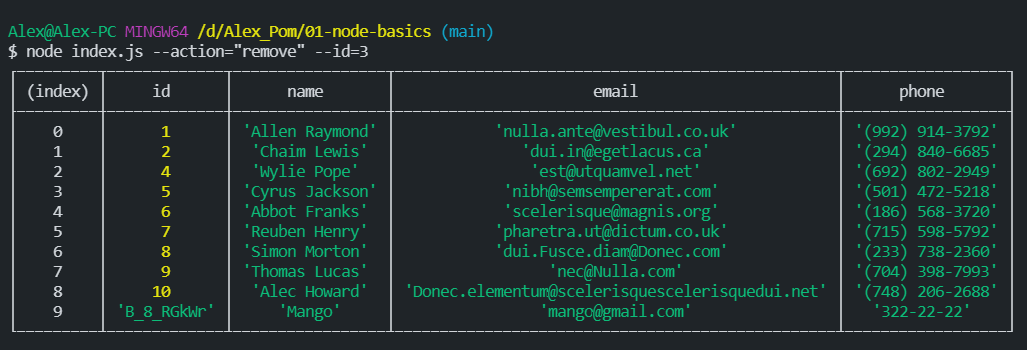 Alex@Alex-PC MINGW64 /d/Alex_Pom/01-node-basics (main)
$ node index.js --action="remove" --id=3
(index) id name email phone
0 1 'Allen Raymond' 'nulla.ante@vestibul.co.uk' '(992) 914-3792'
1 2 'Chaim Lewis' 'dui.in@egetlacus.ca' '(294) 840-6685'
2 4 'Wylie Pope' 'est@utquamvel.net' '(692) 802-2949'
3 5 'Cyrus Jackson' 'nibh@semsempererat.com' '(501) 472-5218'
4 6 'Abbot Franks' 'scelerisque@magnis.org' '(186) 568-3720'
5 7 'Reuben Henry' 'pharetra.ut@dictum.co.uk' '(715) 598-5792'
6 8 'Simon Morton' 'dui.Fusce.diam@Donec.com' '(233) 738-2360'
7 9 'Thomas Lucas' 'nec@Nulla.com' '(704) 398-7993'
8 10 'Alec Howard' 'Donec.elementum@scelerisquescelerisquedui.net' '(748) 206-2688'
9 'B_8_RGkWr' 'Mango' 'mango@gmail.com' '322-22-22'